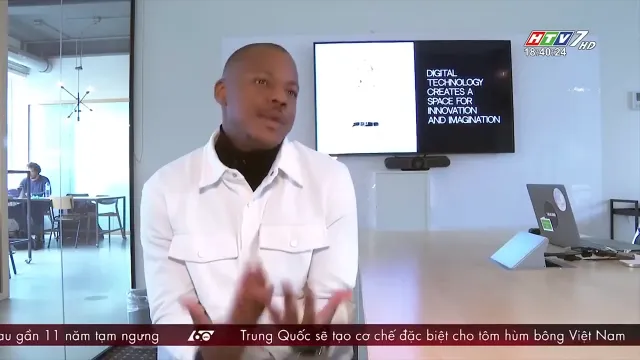 HTV7 HD
18:40:24
DIGITAL
TECHNOLOGY
CREATES A
SPACE FOR
INNOVATION
AND IMAGINATION
au gần 11 năm tạm ngưng 60 Trung Quốc sẽ tạo cơ chế đặc biệt cho tôm hùm bông Việt Nam